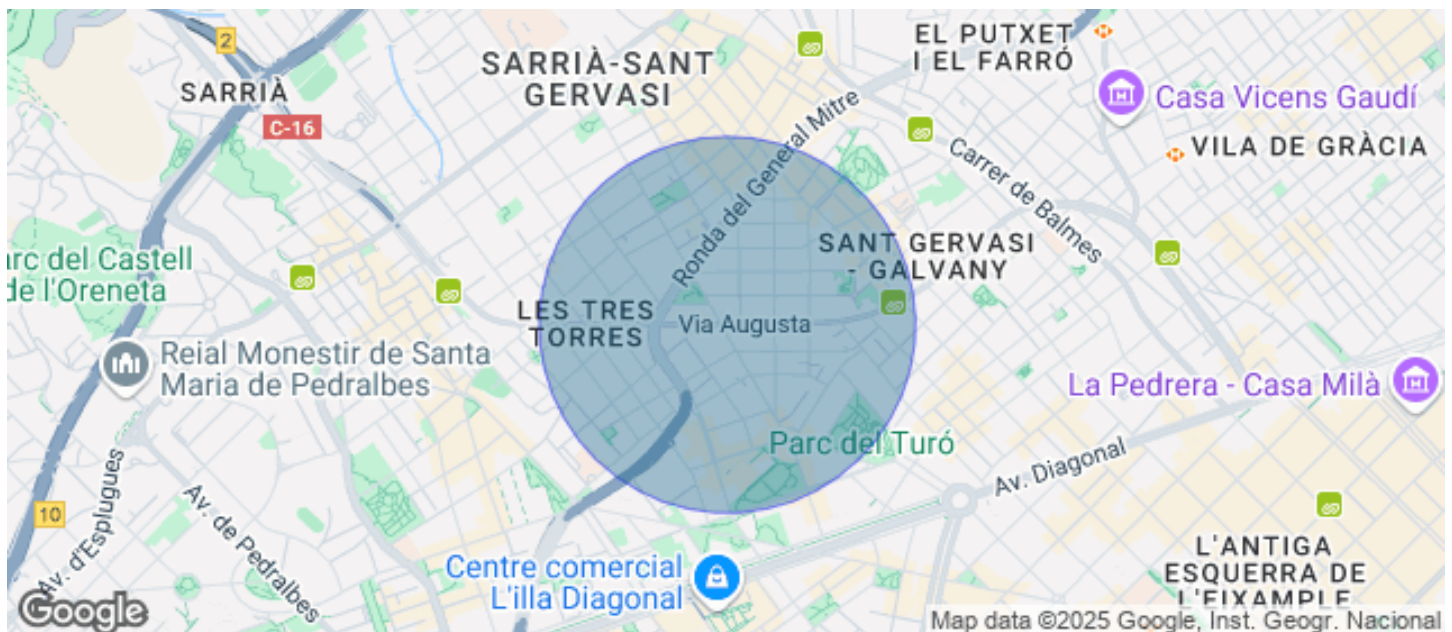 EL PUTXET
I EL FARRÓ
2
SARRIÀ-SANT
GERVASI
SARRIÀ
Casa Vicens Gaudí
C-16
Ronda del General Mitre
Carrer de Balmes
VILA DE GRÀCIA
SANT GERVASI
- GALVANY
arc del Castell
de l'Oreneta
LES TRES
TORRES
Via Augusta
Reial Monestir de Santa
Maria de Pedralbes
La Pedrera - Casa Milà
Parc del Turó
Av. Diagonal
10
Av. d'Esplugues
Av. de Pedralbes
Centre comercial
L'illa Diagonal
L'ANTIGA
ESQUERRA DE
L'EIXAMPLE
Google
Map data ©2025 Google, Inst. Geogr. Nacional